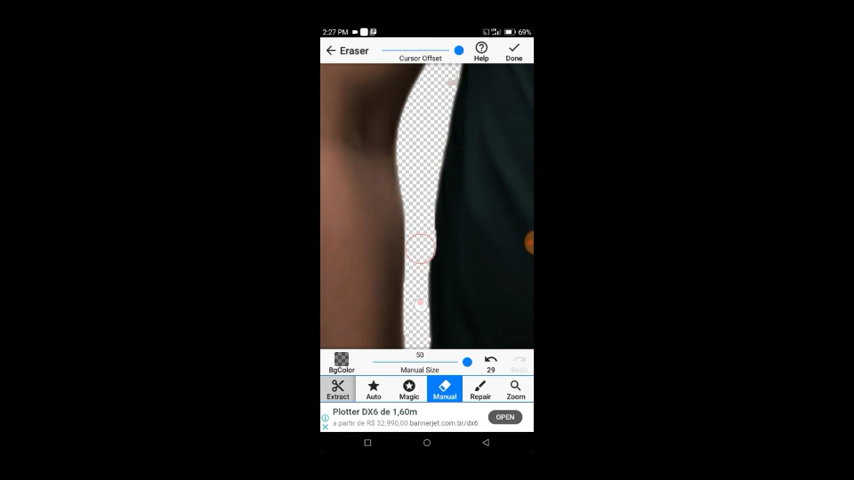 2:27 PM 69%
Eraser
Cursor Offset Help Done
50
BgColor Manual Size 29 Redo
Extract Auto Magic Manual Repair Zoom
Plotter DX6 de 1,60m
a partir de R$ 32.990,00 bannerjet.com.br/dx6
OPEN